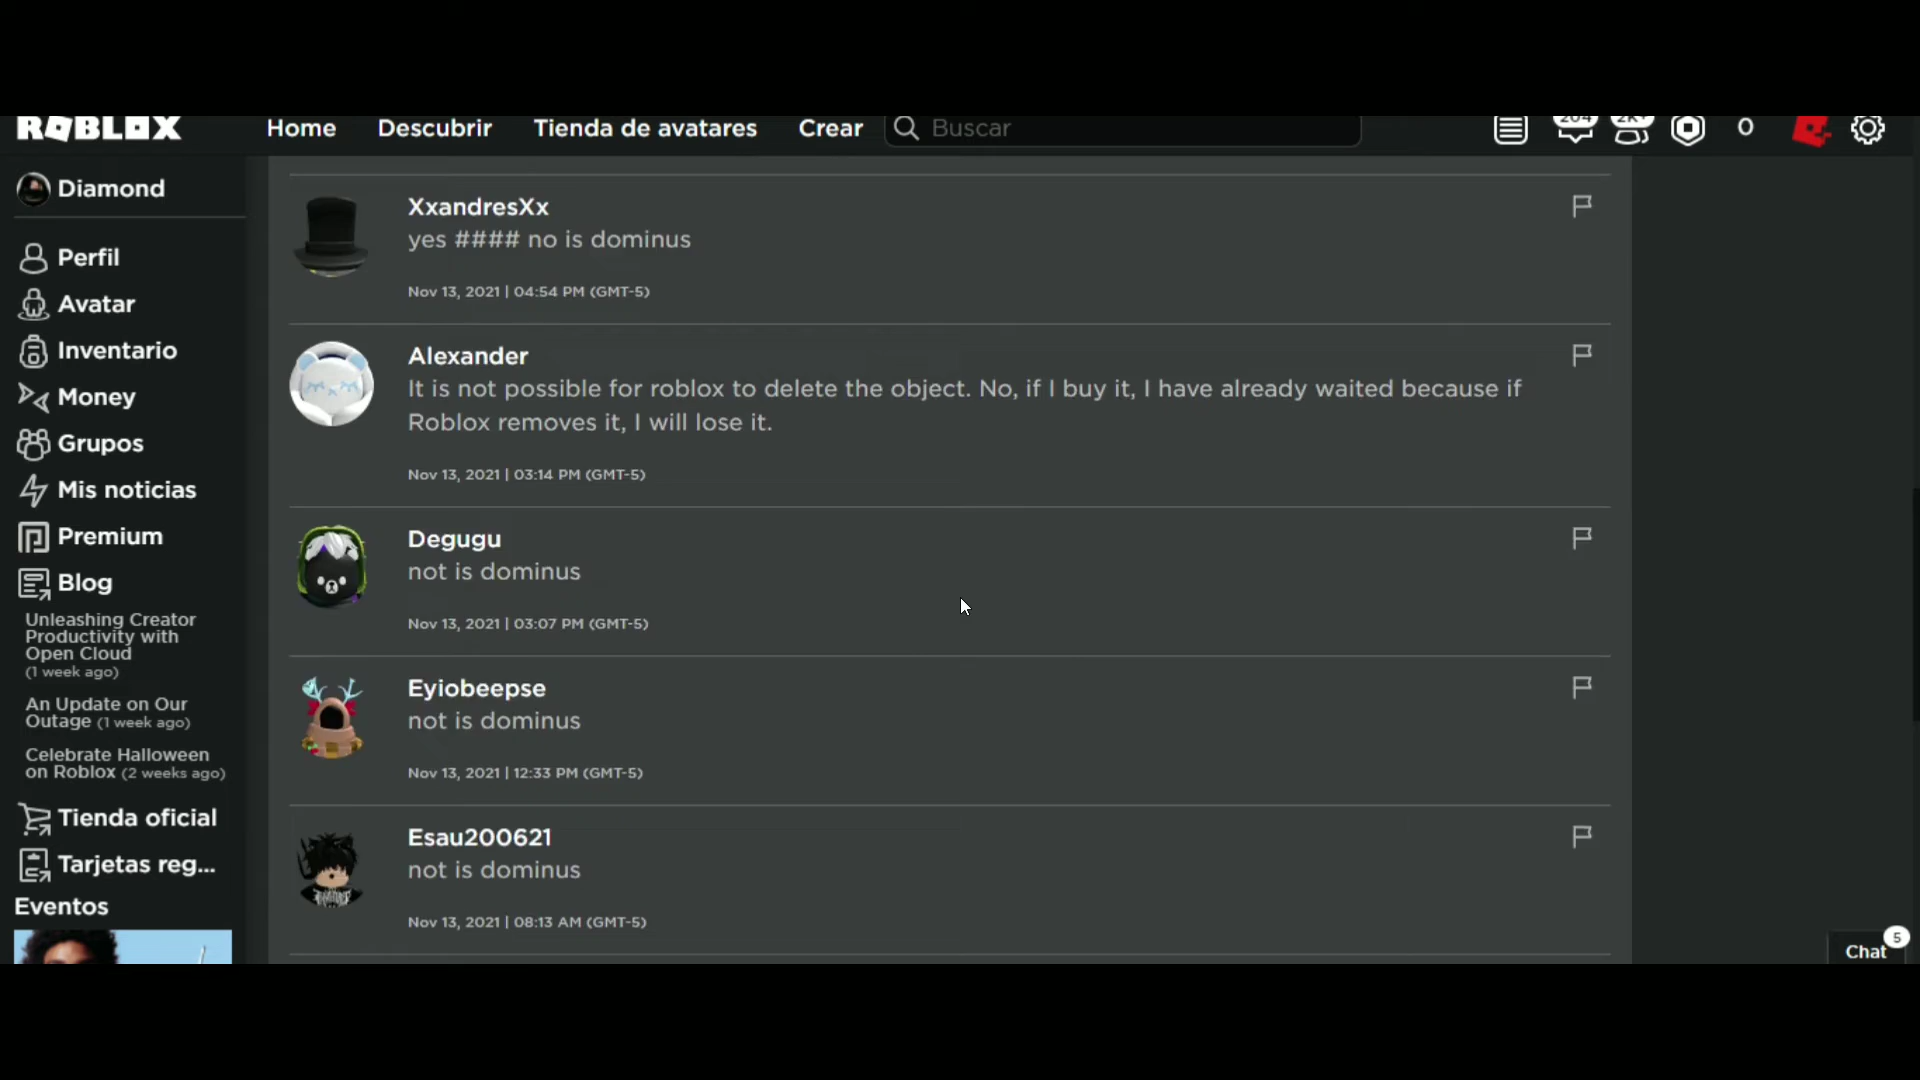 ROBLOX
Home Descubrir Tienda de avatares Crear Buscar 204 2K+ 0
Diamond
Perfil
Avatar
Inventario
Money
Grupos
Mis noticias
Premium
Blog
Unleashing Creator
Productivity with
Open Cloud
(1 week ago)
An Update on Our
Outage (1 week ago)
Celebrate Halloween
on Roblox (2 weeks ago)
Tienda oficial
Tarjetas reg...
Eventos
XxandresXx
yes #### no is dominus
Nov 13, 2021 | 04:54 PM (GMT-5)
Alexander
It is not possible for roblox to delete the object. No, if I buy it, I have already waited because if
Roblox removes it, I will lose it.
Nov 13, 2021 | 03:14 PM (GMT-5)
Degugu
not is dominus
Nov 13, 2021 | 03:07 PM (GMT-5)
Eyiobeepse
not is dominus
Nov 13, 2021 | 12:33 PM (GMT-5)
Esau200621
not is dominus
Nov 13, 2021 | 08:13 AM (GMT-5)
Chat 5